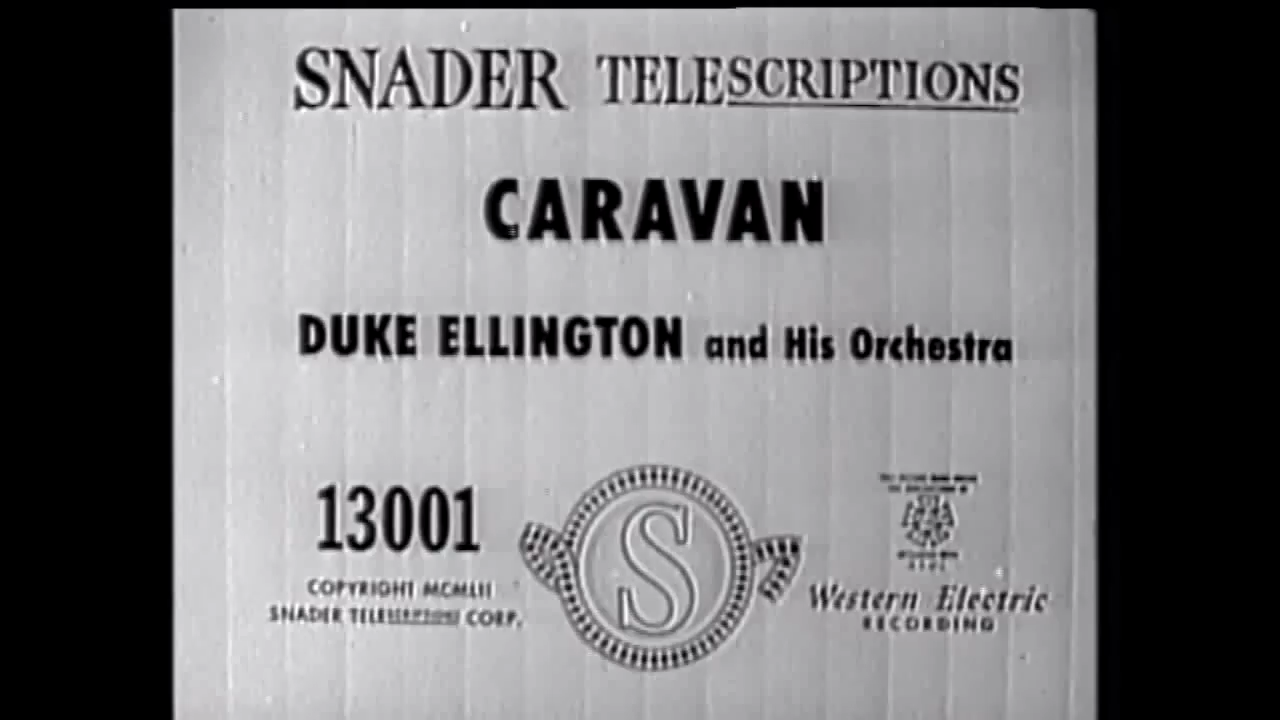 SNADER TELESCRIPTIONS
CARAVAN
DUKE ELLINGTON and His Orchestra
13001
COPYRIGHT MCMLII
SNADER TELESCRIPTIONS CORP.
S
Western Electric
RECORDING